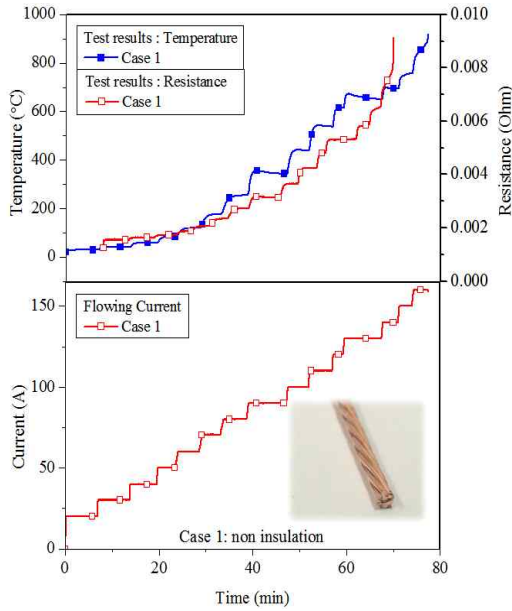 1000
800
600
400
200
0
Temperature (°C)
Test results : Temperature
Case 1
Test results : Resistance
Case 1
0.010
0.008
0.006
0.004
0.002
0.000
Resistance (Ohm)
150
100
50
0
Current (A)
Flowing Current
Case 1
Case 1: non insulation
0 20 40 60 80
Time (min)